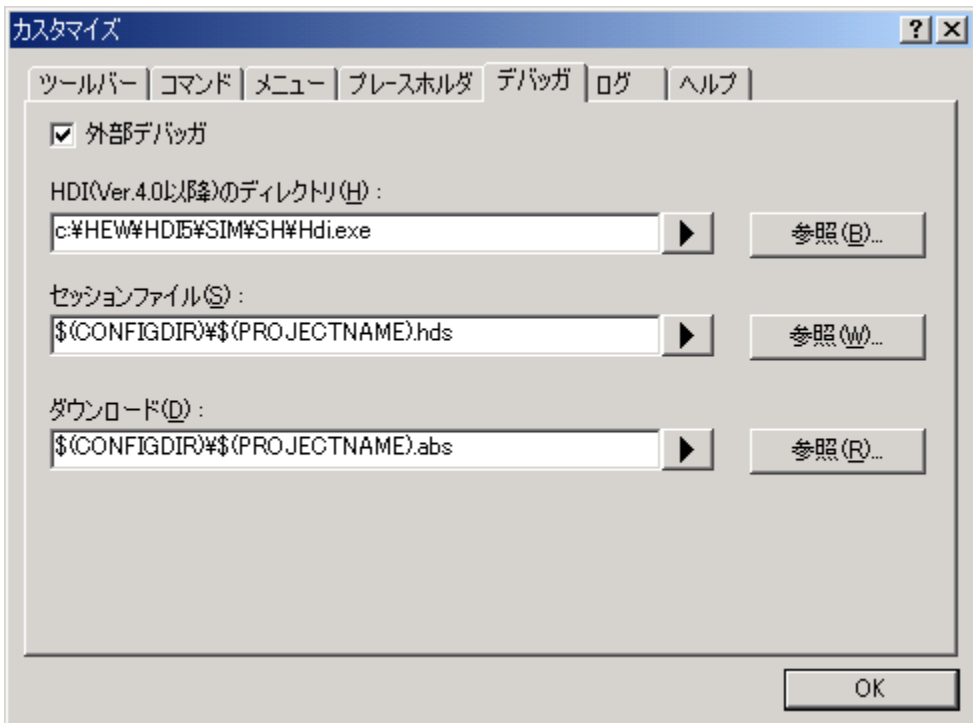 カスタマイズ
ツールバー コマンド メニュー プレースホルダ デバッガ ログ ヘルプ
外部デバッガ
HDI(Ver.4.0以降)のディレクトリ(H):
c:¥HEW¥HDI5¥SIM¥SH¥Hdi.exe 参照(B)...
セッションファイル(S):
$(CONFIGDIR)¥$(PROJECTNAME).hds 参照(W)...
ダウンロード(D):
$(CONFIGDIR)¥$(PROJECTNAME).abs 参照(R)...
OK